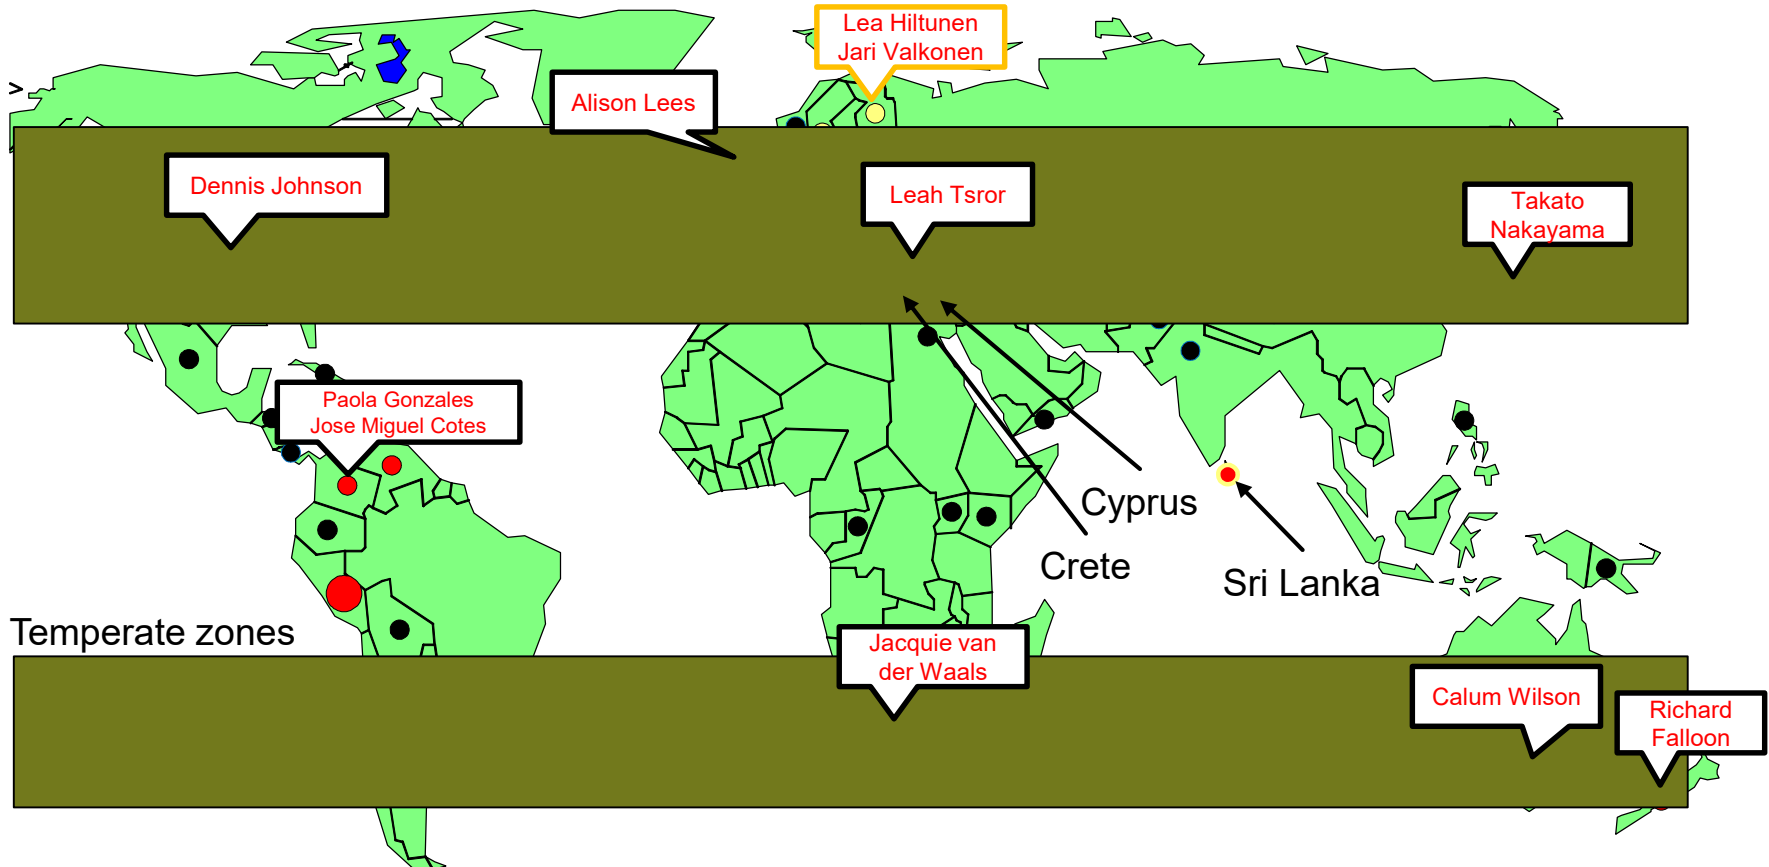 Lea Hiltunen
Jari Valkonen
Alison Lees
Dennis Johnson
Leah Tsror
Takato
Nakayama
Paola Gonzales
Jose Miguel Cotes
Cyprus
Crete
Sri Lanka
Temperate zones
Jacquie van
der Waals
Calum Wilson
Richard
Falloon